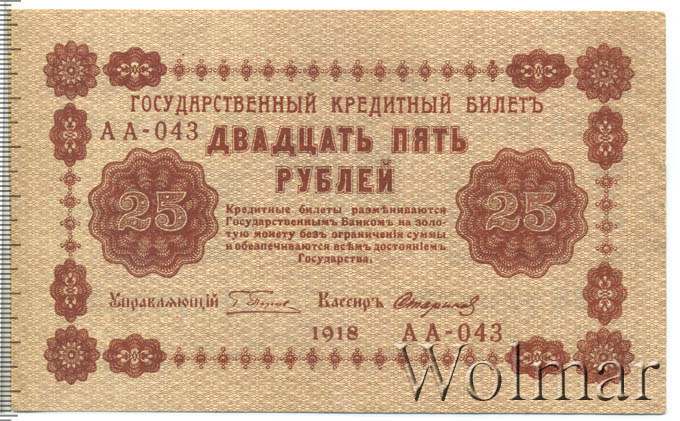 ГОСУДАРСТВЕННЫЙ КРЕДИТНЫЙ БИЛЕТЪ
АА-043
ДВАДЦАТЬ ПЯТЬ
РУБЛЕЙ
25
25
Кредитные билеты размѣниваются
Государственнымъ Банкомъ на золо-
тую монету безъ ограниченія суммы
и обезпечиваются всѣмъ достояніемъ
Государства.
Управляющій
Кассиръ
1918
АА-043
Wolmar